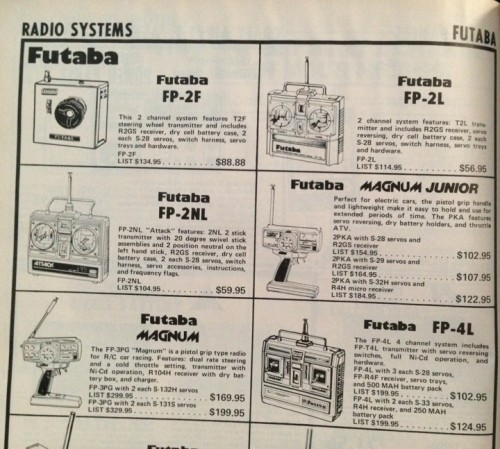 RADIO SYSTEMS
FUTABA
Futaba
Futaba
FP-2F
This 2 channel system features T2F
steering wheel transmitter and includes
R2GS receiver, dry cell battery case, 2
each S-28 servos, switch harness, servo
trays and hardware.
FP-2F
LIST $134.95 . . . . . . . . . . $88.88
Futaba
FP-2L
2 channel system features T2L trans-
mitter and includes R2GS receiver, servo
reversing, dry cell battery, 2 each
S-28 servos, switch harness, servo trays
and hardware.
FP-2L
LIST $114.95 . . . . . . . . . . $56.95
Futaba
FP-2NL
FP-2NL "Attack" features: 2NL 2 stick
transmitter with 20 degree swivel stick
assemblies and 2 position neutral on the
left hand stick, R2GS receiver, dry cell
battery case, 2 each S-28 servos, switch
harness, servo accessories, instructions,
and frequency flags.
FP-2NL
LIST $104.95 . . . . . . . . . . $59.95
Futaba MAGNUM JUNIOR
Perfect for electric cars, the pistol grip handle
and lightweight make it easy to hold and use for
extended periods of time. The PKA features
servo reversing, dry battery holders, and throttle
ATV.
2PKA with S-28 servos and
R2GS receiver
LIST $154.95 . . . . . . . . . . $102.95
2PKA with S-29 servos and
R2GS receiver
LIST $164.95 . . . . . . . . . . $107.95
2PKA with S-32H servos and
R4H micro receiver
LIST $184.95 . . . . . . . . . . $122.95
Futaba
MAGNUM
The FP-3PG "Magnum" is a pistol grip type radio
for R/C car racing. Features: dual rate steering
and a cold throttle setting, transmitter with
Ni-Cd operation, R104H receiver with dry bat-
tery box, and charger.
FP-3PG with 2 each S-132H servos
LIST $299.95 . . . . . . . . . . $169.95
FP-3PG with 2 each S-131S servos
LIST $329.95 . . . . . . . . . . $199.95
Futaba FP-4L
The FP-4L 4 channel system includes
FP-T4L transmitter with servo reversing
switches, full Ni-Cd operation, and
hardware.
FP-4L with 3 each S-28 servos,
FP-R4F receiver, servo trays,
and 500 MAH battery pack
LIST $199.95 . . . . . . . . . . $102.95
FP-4L with 2 each S-33 servos,
R4H receiver, and 250 MAH
battery pack
LIST $199.95 . . . . . . . . . . $124.95